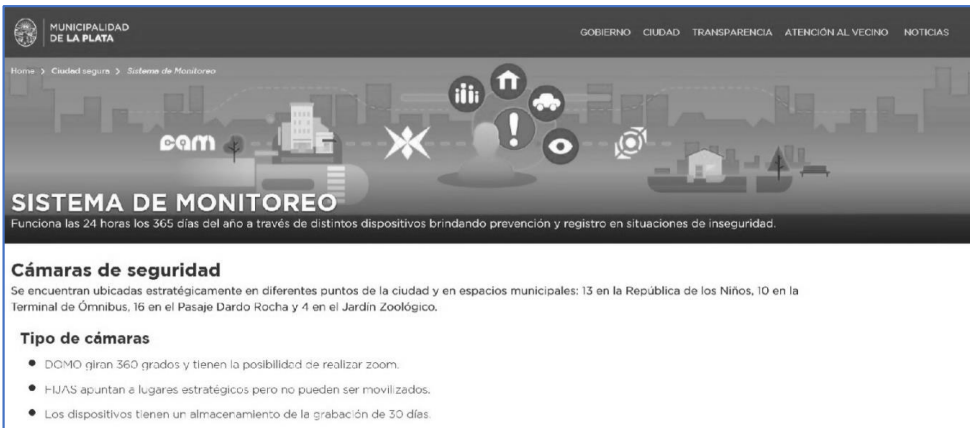 MUNICIPALIDAD
DE LA PLATA
GOBIERNO CIUDAD TRANSPARENCIA ATENCIÓN AL VECINO NOTICIAS
Home > Ciudad segura > Sistema de Monitoreo
cam
SISTEMA DE MONITOREO
Funciona las 24 horas los 365 días del año a través de distintos dispositivos brindando prevención y registro en situaciones de inseguridad.
Cámaras de seguridad
Se encuentran ubicadas estratégicamente en diferentes puntos de la ciudad y en espacios municipales: 13 en la República de los Niños, 10 en la
Terminal de Ómnibus, 16 en el Pasaje Dardo Rocha y 4 en el Jardín Zoológico.
Tipo de cámaras
• DOMO giran 360 grados y tienen la posibilidad de realizar zoom.
• FIJAS apuntan a lugares estratégicos pero no pueden ser movilizados.
• Los dispositivos tienen un almacenamiento de la grabación de 30 días.